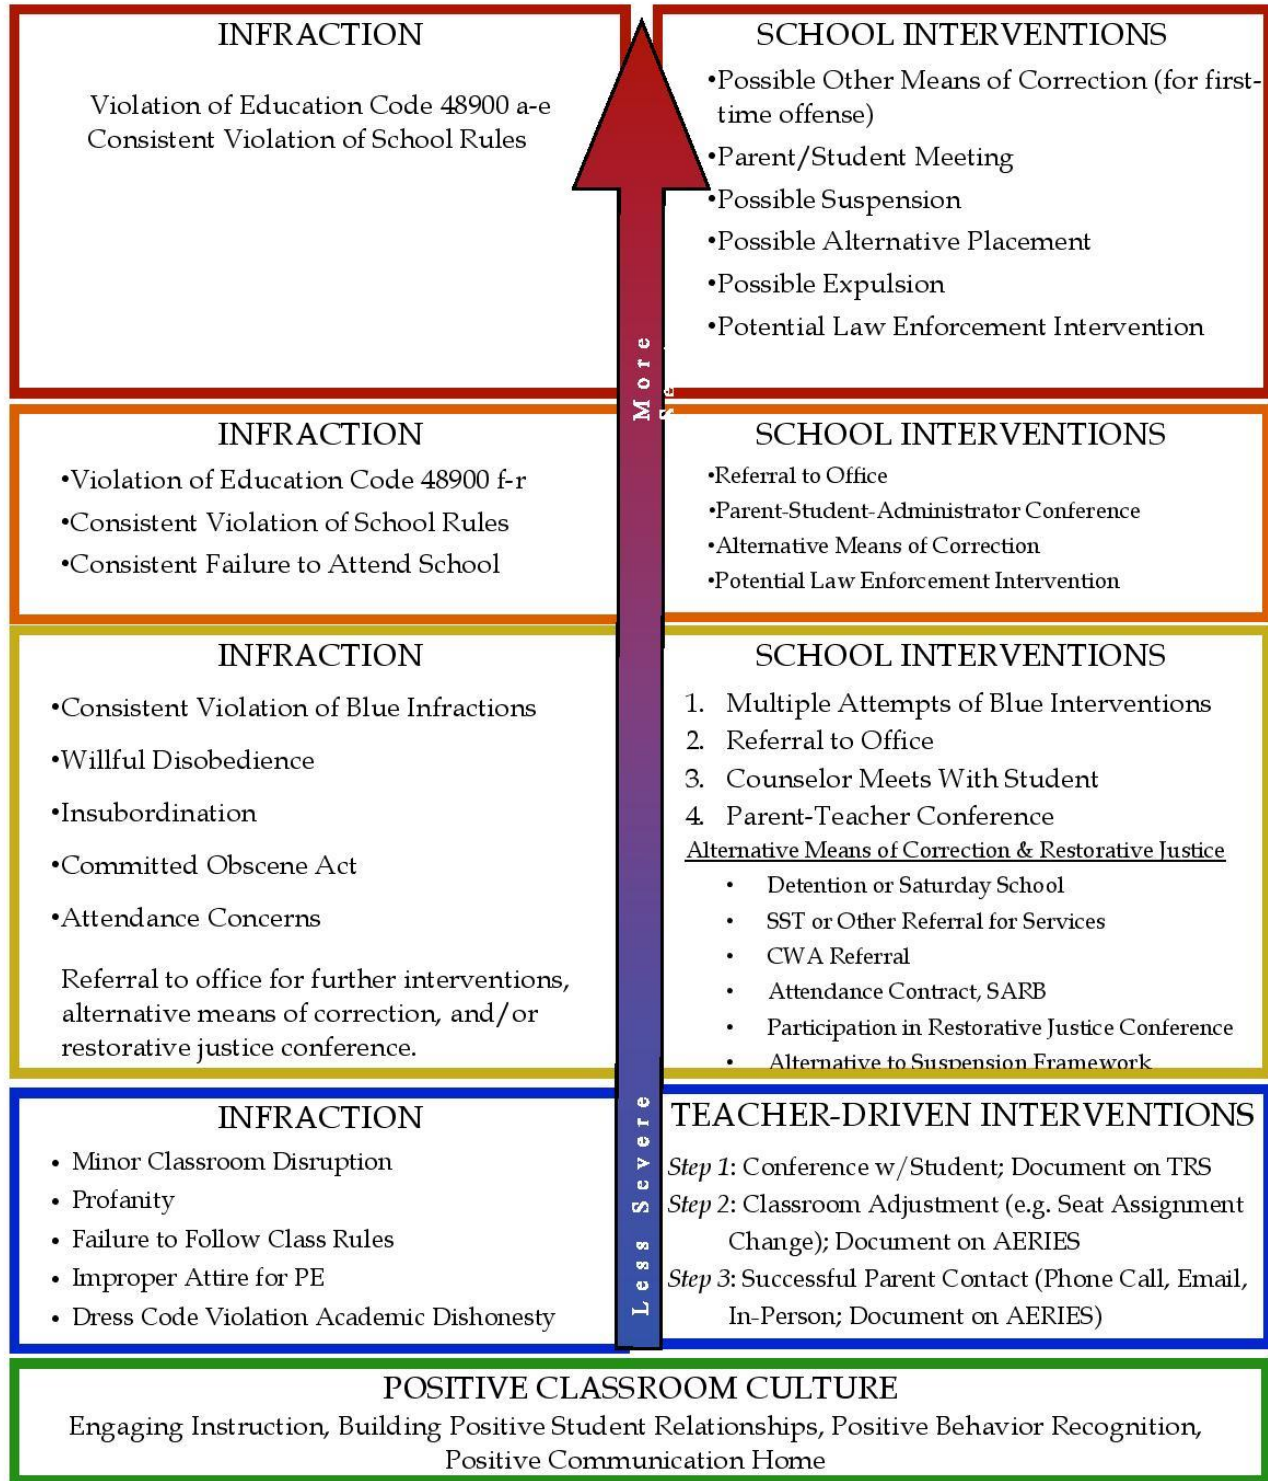 INFRACTION
Violation of Education Code 48900 a-e
Consistent Violation of School Rules
SCHOOL INTERVENTIONS
•Possible Other Means of Correction (for first-
time offense)
•Parent/Student Meeting
•Possible Suspension
•Possible Alternative Placement
•Possible Expulsion
•Potential Law Enforcement Intervention
More
INFRACTION
•Violation of Education Code 48900 f-r
•Consistent Violation of School Rules
•Consistent Failure to Attend School
SCHOOL INTERVENTIONS
•Referral to Office
•Parent-Student-Administrator Conference
•Alternative Means of Correction
•Potential Law Enforcement Intervention
INFRACTION
•Consistent Violation of Blue Infractions
•Willful Disobedience
•Insubordination
•Committed Obscene Act
•Attendance Concerns
Referral to office for further interventions,
alternative means of correction, and/or
restorative justice conference.
SCHOOL INTERVENTIONS
1. Multiple Attempts of Blue Interventions
2. Referral to Office
3. Counselor Meets With Student
4. Parent-Teacher Conference
Alternative Means of Correction & Restorative Justice
• Detention or Saturday School
• SST or Other Referral for Services
• CWA Referral
• Attendance Contract, SARB
• Participation in Restorative Justice Conference
• Alternative to Suspension Framework
Less Severe
INFRACTION
• Minor Classroom Disruption
• Profanity
• Failure to Follow Class Rules
• Improper Attire for PE
• Dress Code Violation Academic Dishonesty
TEACHER-DRIVEN INTERVENTIONS
Step 1: Conference w/Student; Document on TRS
Step 2: Classroom Adjustment (e.g. Seat Assignment
Change); Document on AERIES
Step 3: Successful Parent Contact (Phone Call, Email,
In-Person; Document on AERIES)
POSITIVE CLASSROOM CULTURE
Engaging Instruction, Building Positive Student Relationships, Positive Behavior Recognition,
Positive Communication Home